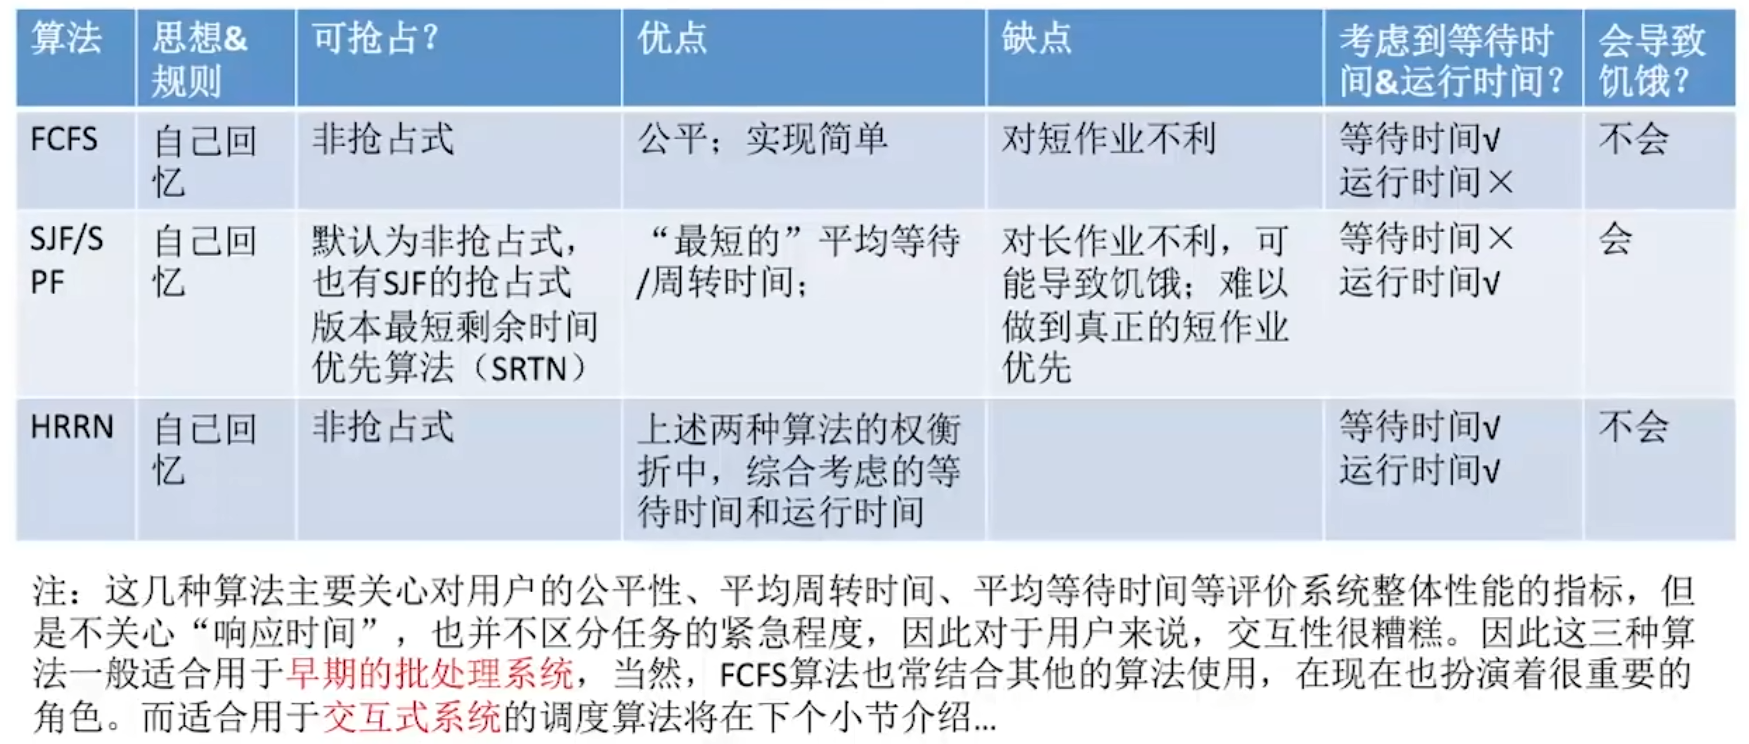 算法
思想&
规则
可抢占？
优点
缺点
考虑到等待时
间&运行时间？
会导致
饥饿？
FCFS
自己回
忆
非抢占式
公平；实现简单
对短作业不利
等待时间√
运行时间×
不会
SJF/S
PF
自己回
忆
默认为非抢占式，
也有SJF的抢占式
版本最短剩余时间
优先算法（SRTN）
“最短的”平均等待
/周转时间；
对长作业不利，可
能导致饥饿；难以
做到真正的短作业
优先
等待时间×
运行时间√
会
HRRN
自己回
忆
非抢占式
上述两种算法的权衡
折中，综合考虑的等
待时间和运行时间
等待时间√
运行时间√
不会
注：这几种算法主要关心对用户的公平性、平均周转时间、平均等待时间等评价系统整体性能的指标，但
是不关心“响应时间”，也并不区分任务的紧急程度，因此对于用户来说，交互性很糟糕。因此这三种算
法一般适合用于早期的批处理系统，当然，FCFS算法也常结合其他的算法使用，在现在也扮演着很重要的
角色。而适合用于交互式系统的调度算法将在下个小节介绍...